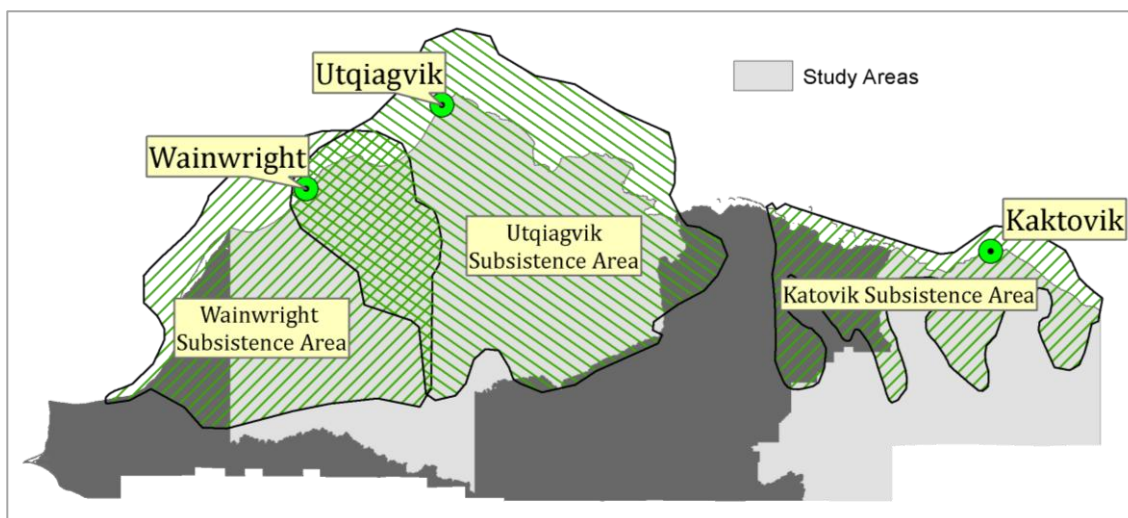 Utqiagvik
Study Areas
Wainwright
Kaktovik
Utqiagvik
Subsistence Area
Katovik Subsistence Area
Wainwright
Subsistence Area